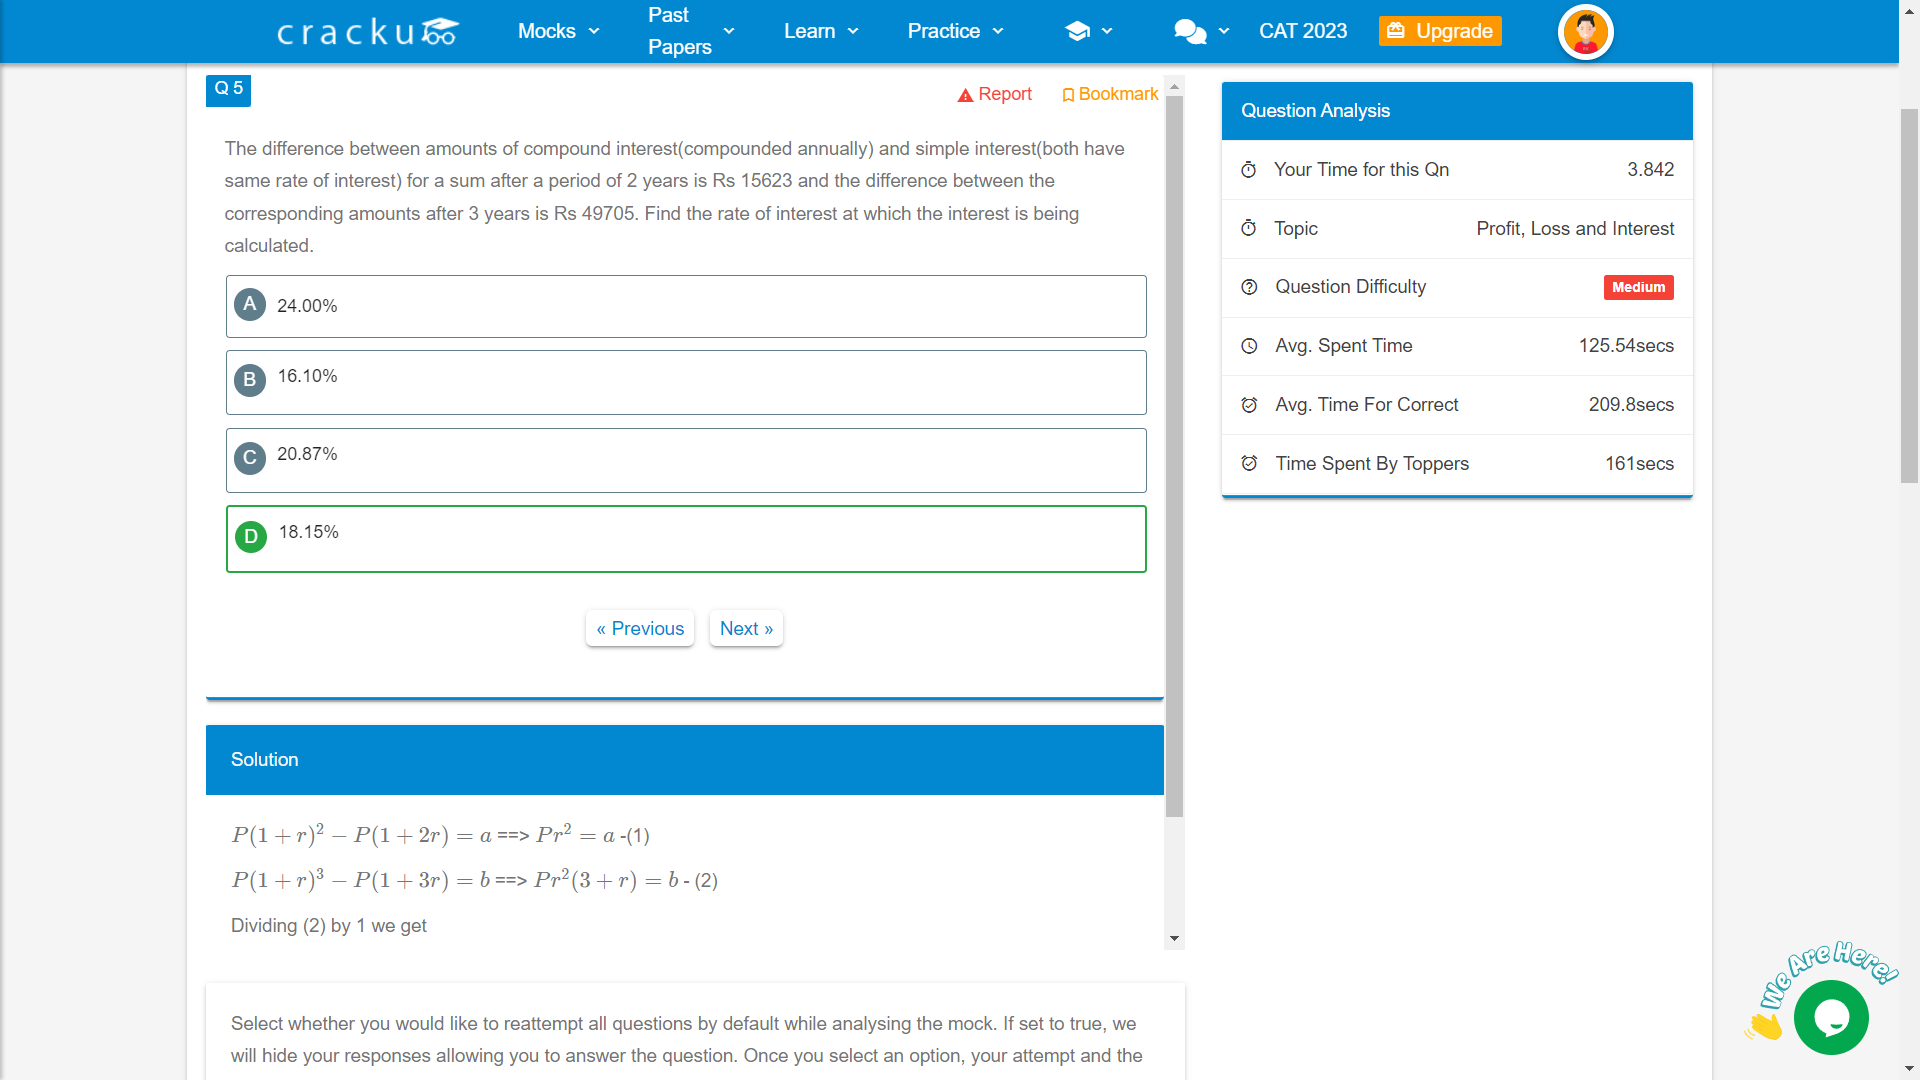 cracku
Mocks
Past
Papers
Learn
Practice
CAT 2023
Upgrade
Q 5
Report
Bookmark
The difference between amounts of compound interest(compounded annually) and simple interest(both have
same rate of interest) for a sum after a period of 2 years is Rs 15623 and the difference between the
corresponding amounts after 3 years is Rs 49705. Find the rate of interest at which the interest is being
calculated.
A 24.00%
B 16.10%
C 20.87%
D 18.15%
« Previous
Next »
Solution
P(1 + r)² − P(1 + 2r) = a ==> Pr² = a -(1)
P(1 + r)³ − P(1 + 3r) = b ==> Pr²(3 + r) = b - (2)
Dividing (2) by 1 we get
Select whether you would like to reattempt all questions by default while analysing the mock. If set to true, we
will hide your responses allowing you to answer the question. Once you select an option, your attempt and the
Question Analysis
Your Time for this Qn 3.842
Topic Profit, Loss and Interest
Question Difficulty Medium
Avg. Spent Time 125.54secs
Avg. Time For Correct 209.8secs
Time Spent By Toppers 161secs
We Are Here!